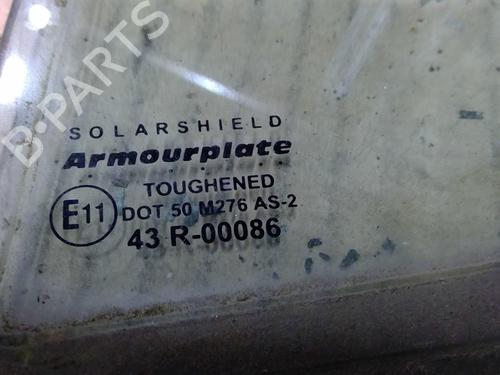 B-PARTS
SOLARSHIELD
Armourplate
TOUGHENED
E11
DOT 50 M276 AS-2
43 R-00086